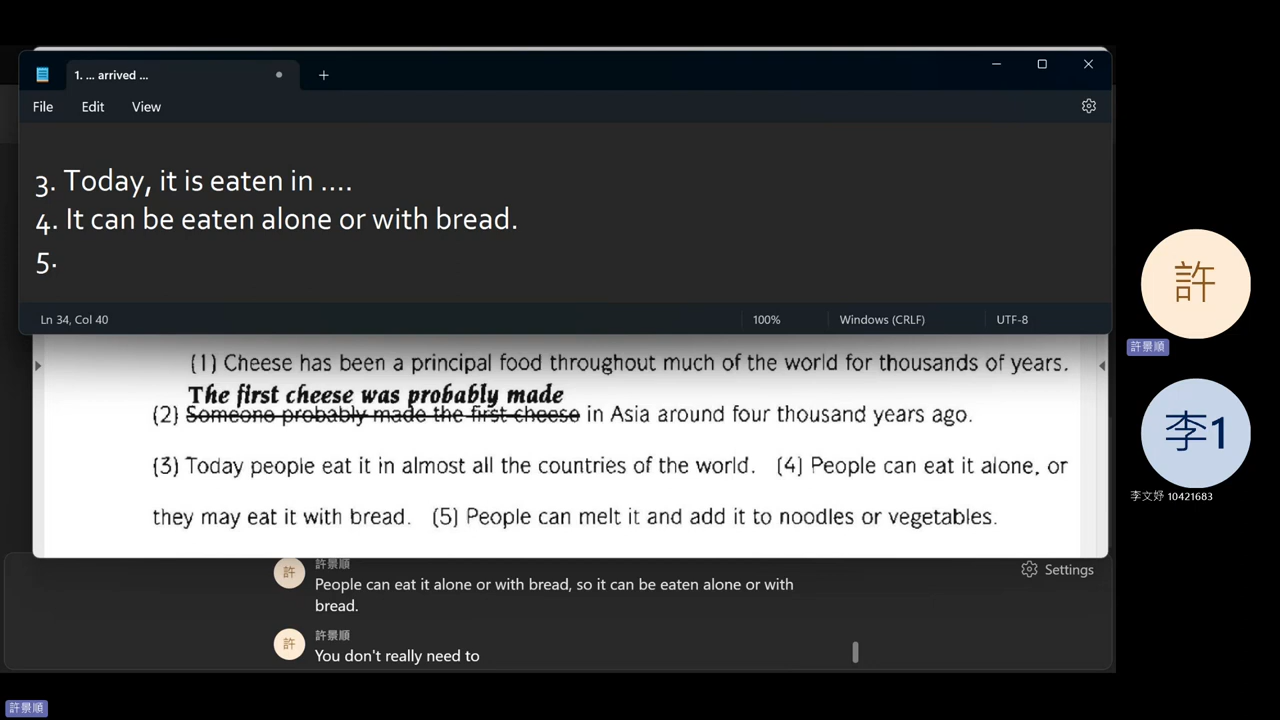 1. ... arrived ...
File Edit View
3. Today, it is eaten in ....
4. It can be eaten alone or with bread.
5.
Ln 34, Col 40 100% Windows (CRLF) UTF-8
(1) Cheese has been a principal food throughout much of the world for thousands of years.
The first cheese was probably made
(2) Someone probably made the first cheese in Asia around four thousand years ago.
(3) Today people eat it in almost all the countries of the world. (4) People can eat it alone, or
they may eat it with bread. (5) People can melt it and add it to noodles or vegetables.
許景順
許 People can eat it alone or with bread, so it can be eaten alone or with
bread.
許景順
許 You don't really need to
Settings
許
許景順
李1
李文妤 10421683
許景順